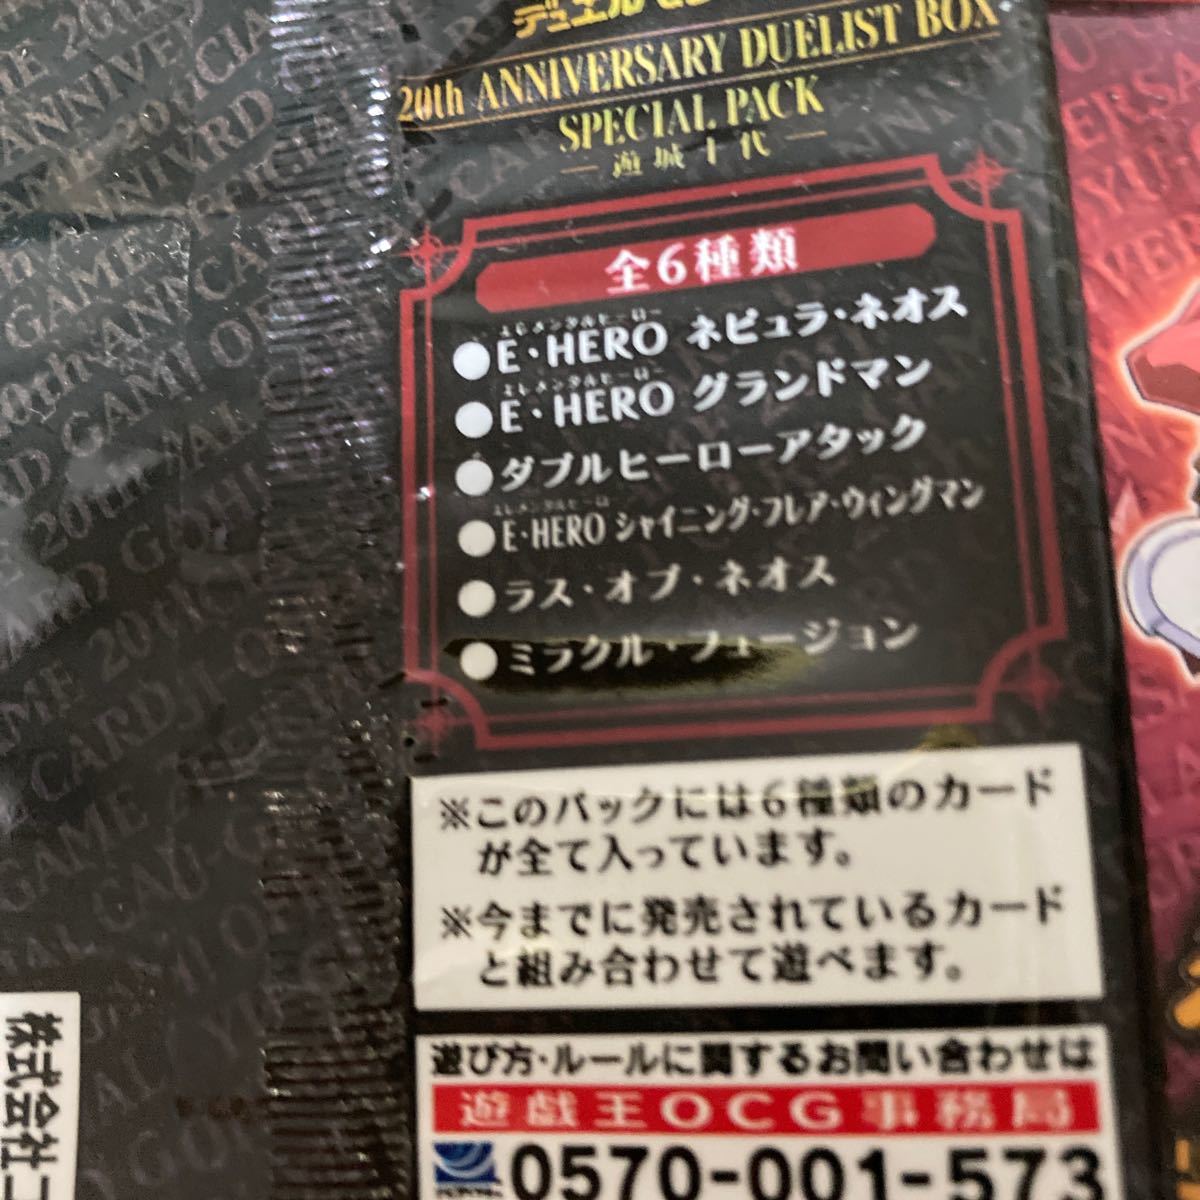 20th ANNIVERSARY DUELIST BOX
SPECIAL PACK
遊城十代
全6種類
エレメンタルヒーロー
●E・HERO ネビュラ・ネオス
エレメンタルヒーロー
●E・HERO グランドマン
●ダブルヒーローアタック
エレメンタルヒーロー
●E・HERO シャイニング・フレア・ウィングマン
●ラス・オブ・ネオス
●ミラクル・フュージョン
※このパックには6種類のカード
が全て入っています。
※今までに発売されているカード
と組み合わせて遊べます。
遊び方・ルールに関するお問い合わせは
遊戯王OCG事務局
0570-001-573
株式会社